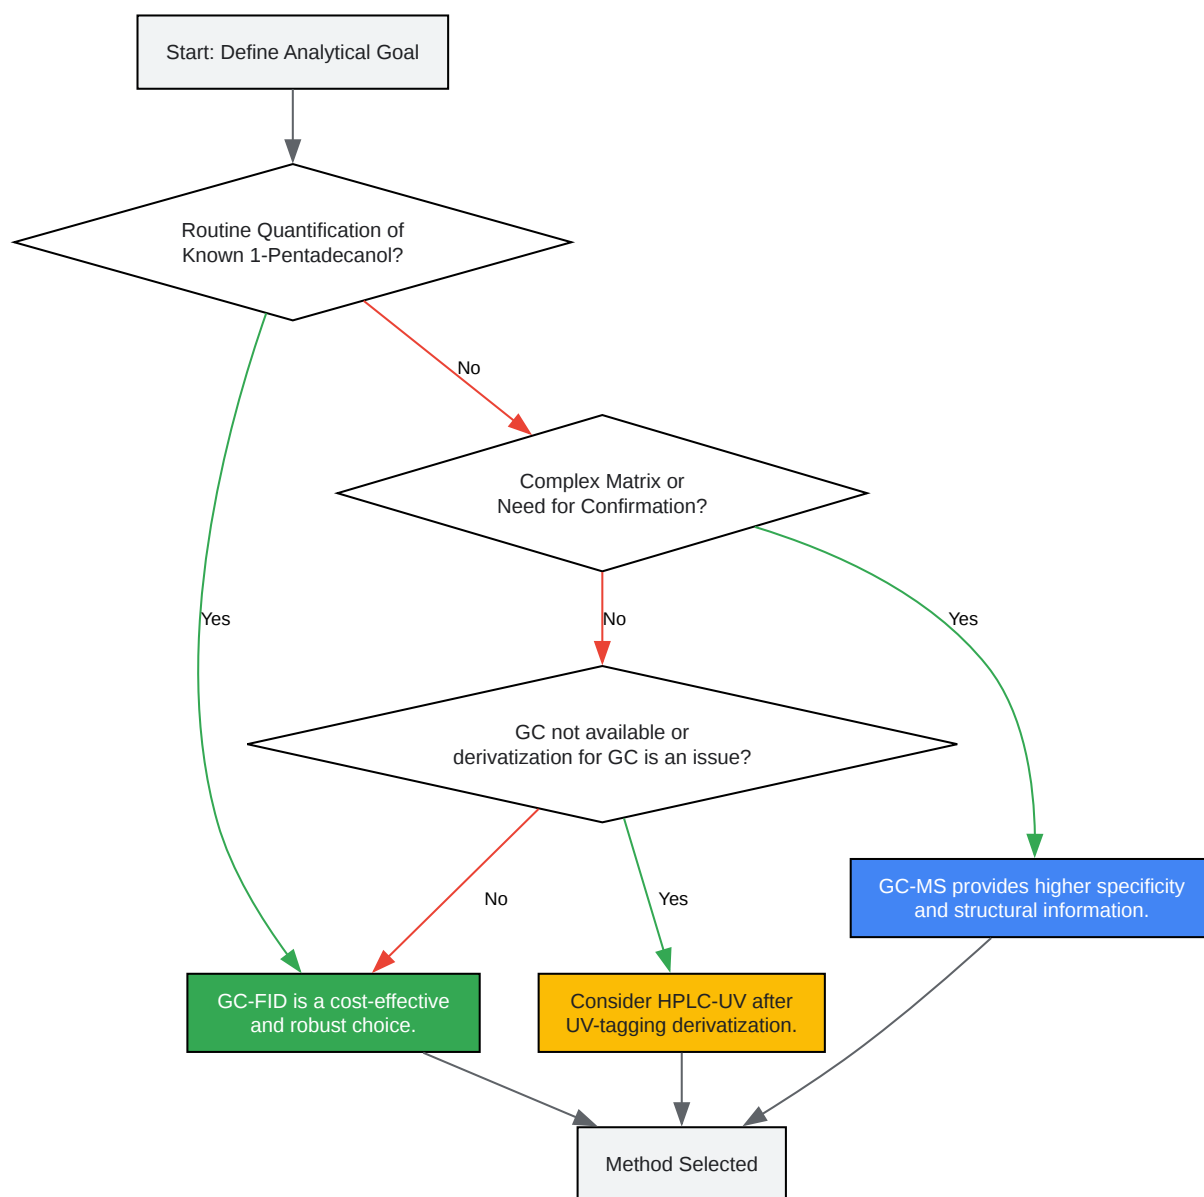 Start: Define Analytical Goal
Routine Quantification of
Known 1-Pentadecanol?
No
Complex Matrix or
Need for Confirmation?
Yes
No
Yes
GC not available or
derivatization for GC is an issue?
No
Yes
GC-MS provides higher specificity
and structural information.
GC-FID is a cost-effective
and robust choice.
Consider HPLC-UV after
UV-tagging derivatization.
Method Selected